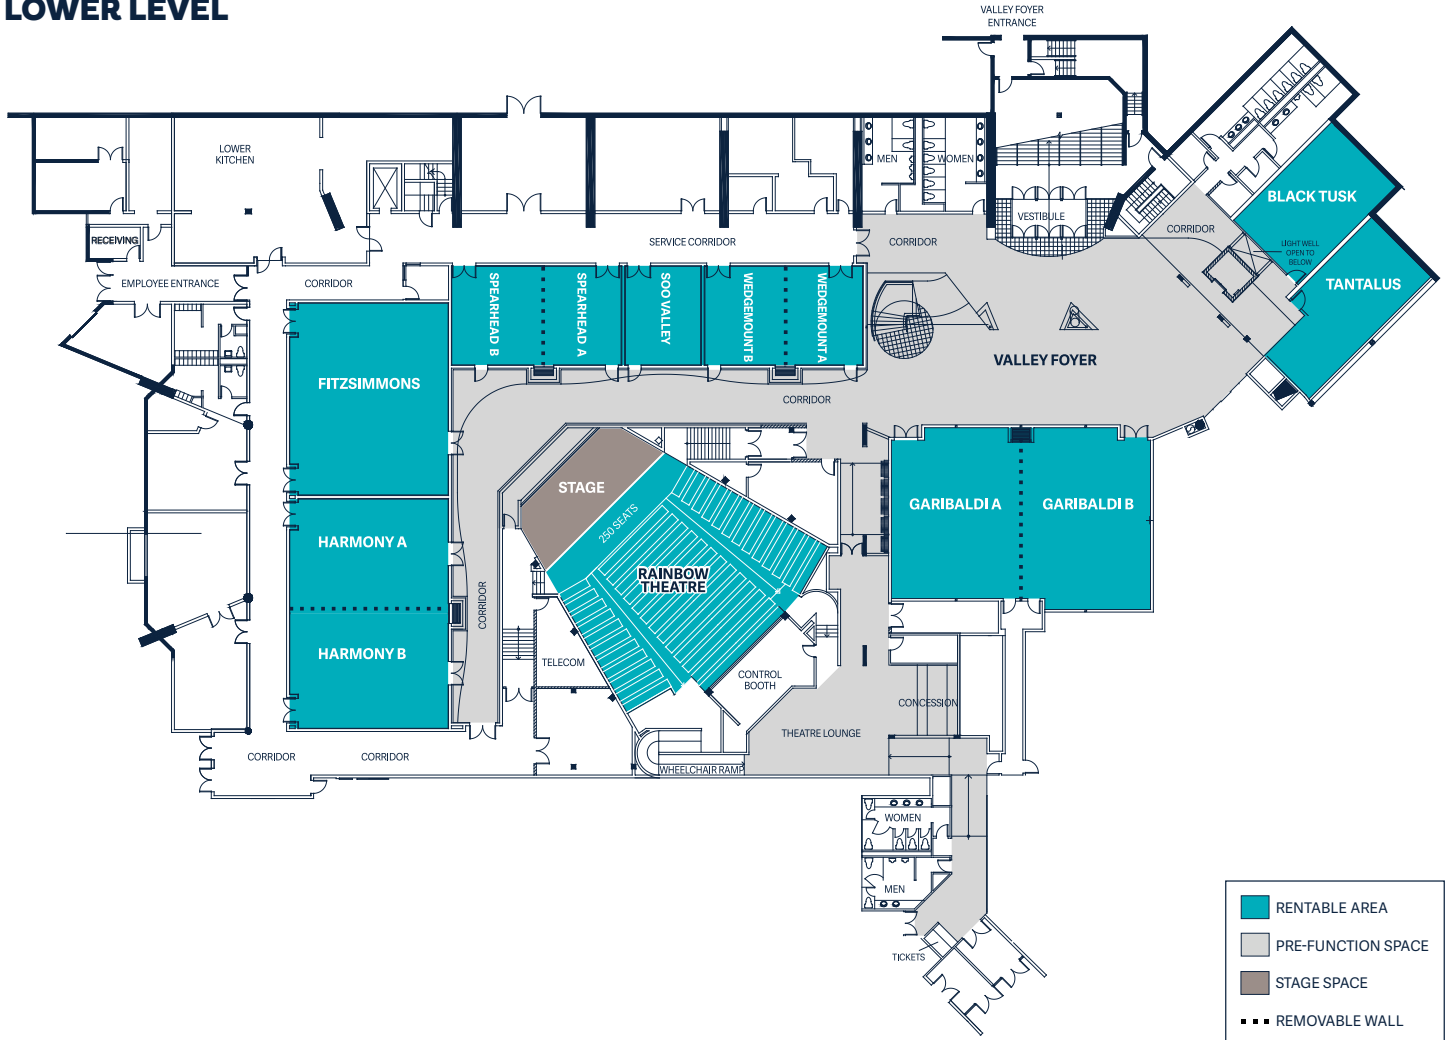 LOWER LEVEL
VALLEY FOYER
ENTRANCE
LOWER
KITCHEN
MEN
WOMEN
BLACK TUSK
VESTIBULE
CORRIDOR
RECEIVING
SERVICE CORRIDOR
CORRIDOR
LIGHT WELL
OPEN TO
BELOW
EMPLOYEE ENTRANCE
CORRIDOR
TANTALUS
SPEARHEAD B
SPEARHEAD A
SOO VALLEY
WEDGEMOUNT B
WEDGEMOUNT A
VALLEY FOYER
FITZSIMMONS
CORRIDOR
STAGE
250 SEATS
GARIBALDI A
GARIBALDI B
HARMONY A
RAINBOW
THEATRE
CORRIDOR
HARMONY B
TELECOM
CONTROL
BOOTH
CONCESSION
THEATRE LOUNGE
CORRIDOR
CORRIDOR
WHEELCHAIR RAMP
WOMEN
MEN
TICKETS
RENTABLE AREA
PRE-FUNCTION SPACE
STAGE SPACE
REMOVABLE WALL